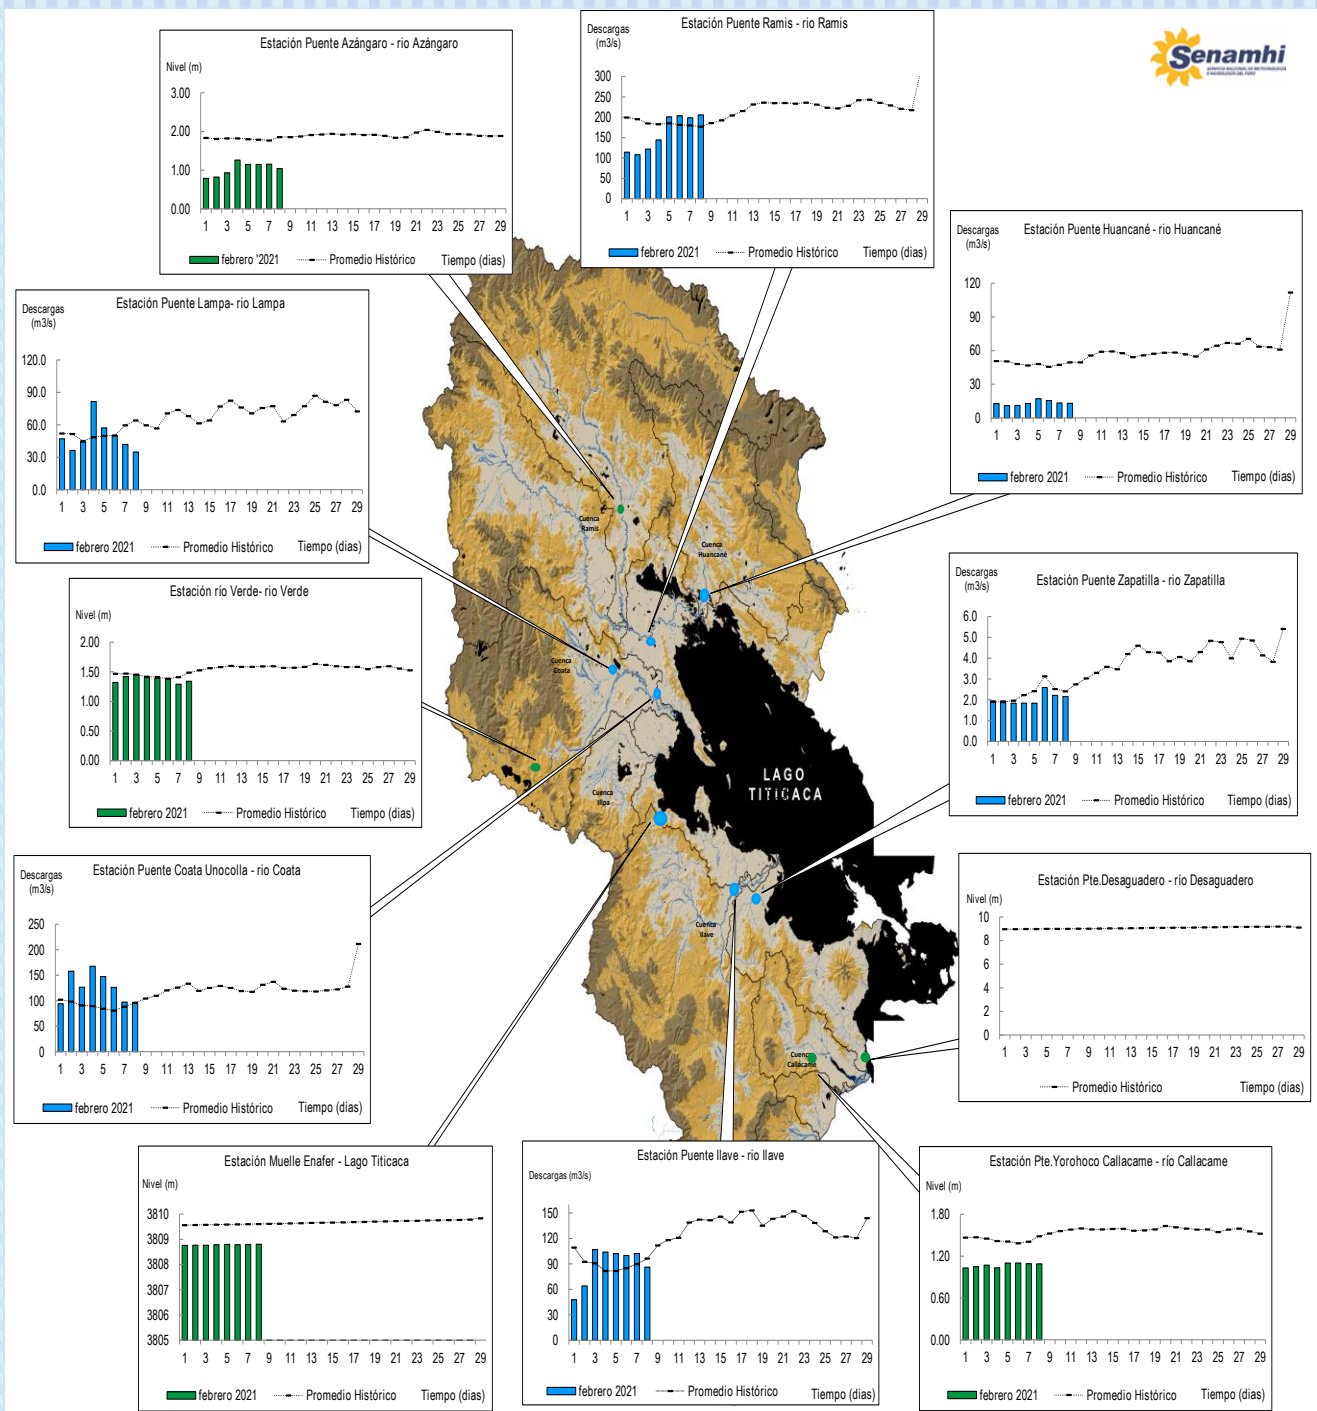 Senamhi
SERVICIO NACIONAL DE METEOROLOGÍA
E HIDROLOGÍA DEL PERÚ
Estación Puente Azángaro - rio Azángaro
Nivel (m)
3.00
2.00
1.00
0.00
1 3 5 7 9 11 13 15 17 19 21 23 25 27 29
febrero '2021 Promedio Histórico Tiempo (dias)
Estación Puente Ramis - rio Ramis
Descargas
(m3/s)
300
250
200
150
100
50
0
1 3 5 7 9 11 13 15 17 19 21 23 25 27 29
febrero 2021 Promedio Histórico Tiempo (dias)
Estación Puente Huancané - rio Huancané
Descargas
(m3/s)
120
90
60
30
0
1 3 5 7 9 11 13 15 17 19 21 23 25 27 29
febrero 2021 Promedio Histórico Tiempo (dias)
Estación Puente Lampa- rio Lampa
Descargas
(m3/s)
120.0
90.0
60.0
30.0
0.0
1 3 5 7 9 11 13 15 17 19 21 23 25 27 29
febrero 2021 Promedio Histórico Tiempo (dias)
Estación río Verde- rio Verde
Nivel (m)
2.00
1.50
1.00
0.50
0.00
1 3 5 7 9 11 13 15 17 19 21 23 25 27 29
febrero 2021 Promedio Histórico Tiempo (dias)
Estación Puente Zapatilla - rio Zapatilla
Descargas
(m3/s)
6.0
5.0
4.0
3.0
2.0
1.0
0.0
1 3 5 7 9 11 13 15 17 19 21 23 25 27 29
febrero 2021 Promedio Histórico Tiempo (dias)
Cuenca
Ramis
Cuenca
Huancané
Cuenca
Coata
Cuenca
Illpa
LAGO
TITICACA
Cuenca
Ilave
Cuenca
Callacame
Estación Puente Coata Unocolla - rio Coata
Descargas
(m3/s)
250
200
150
100
50
0
1 3 5 7 9 11 13 15 17 19 21 23 25 27 29
febrero 2021 Promedio Histórico Tiempo (dias)
Estación Pte.Desaguadero - río Desaguadero
Nivel (m)
10
8
6
4
2
0
1 3 5 7 9 11 13 15 17 19 21 23 25 27 29
Promedio Histórico Tiempo (dias)
Estación Muelle Enafer - Lago Titicaca
Nivel (m)
3810
3809
3808
3807
3806
3805
1 3 5 7 9 11 13 15 17 19 21 23 25 27 29
febrero 2021 Promedio Histórico Tiempo (dias)
Estación Puente Ilave - rio Ilave
Descargas (m3/s)
150
120
90
60
30
0
1 3 5 7 9 11 13 15 17 19 21 23 25 27 29
febrero 2021 Promedio Histórico Tiempo (dias)
Estación Pte.Yorohoco Callacame - río Callacame
Nivel (m)
1.80
1.20
0.60
0.00
1 3 5 7 9 11 13 15 17 19 21 23 25 27 29
febrero 2021 Promedio Histórico Tiempo (dias)